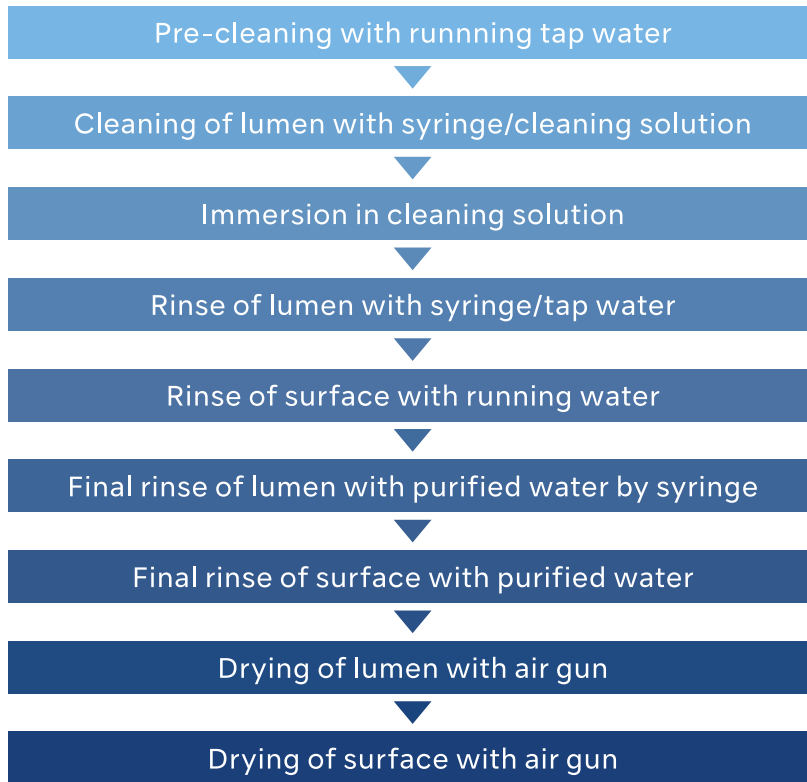 Pre-cleaning with runnning tap water
Cleaning of lumen with syringe/cleaning solution
Immersion in cleaning solution
Rinse of lumen with syringe/tap water
Rinse of surface with running water
Final rinse of lumen with purified water by syringe
Final rinse of surface with purified water
Drying of lumen with air gun
Drying of surface with air gun